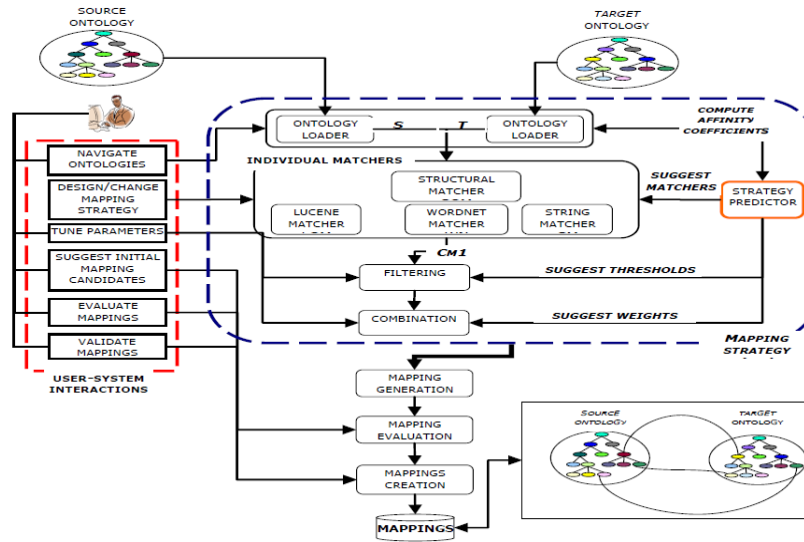 SOURCE
ONTOLOGY
TARGET
ONTOLOGY
ONTOLOGY
LOADER
S
T
ONTOLOGY
LOADER
COMPUTE
AFFINITY
COEFFICIENTS
NAVIGATE
ONTOLOGIES
INDIVIDUAL MATCHERS
DESIGN/CHANGE
MAPPING
STRATEGY
STRUCTURAL
MATCHER
SUGGEST
MATCHERS
STRATEGY
PREDICTOR
LUCENE
MATCHER
WORDNET
MATCHER
STRING
MATCHER
TUNE PARAMETERS
CM1
SUGGEST INITIAL
MAPPING
CANDIDATES
FILTERING
SUGGEST THRESHOLDS
EVALUATE
MAPPINGS
COMBINATION
SUGGEST WEIGHTS
VALIDATE
MAPPINGS
MAPPING
STRATEGY
USER-SYSTEM
INTERACTIONS
MAPPING
GENERATION
MAPPING
EVALUATION
SOURCE
ONTOLOGY
TARGET
ONTOLOGY
MAPPINGS
CREATION
MAPPINGS